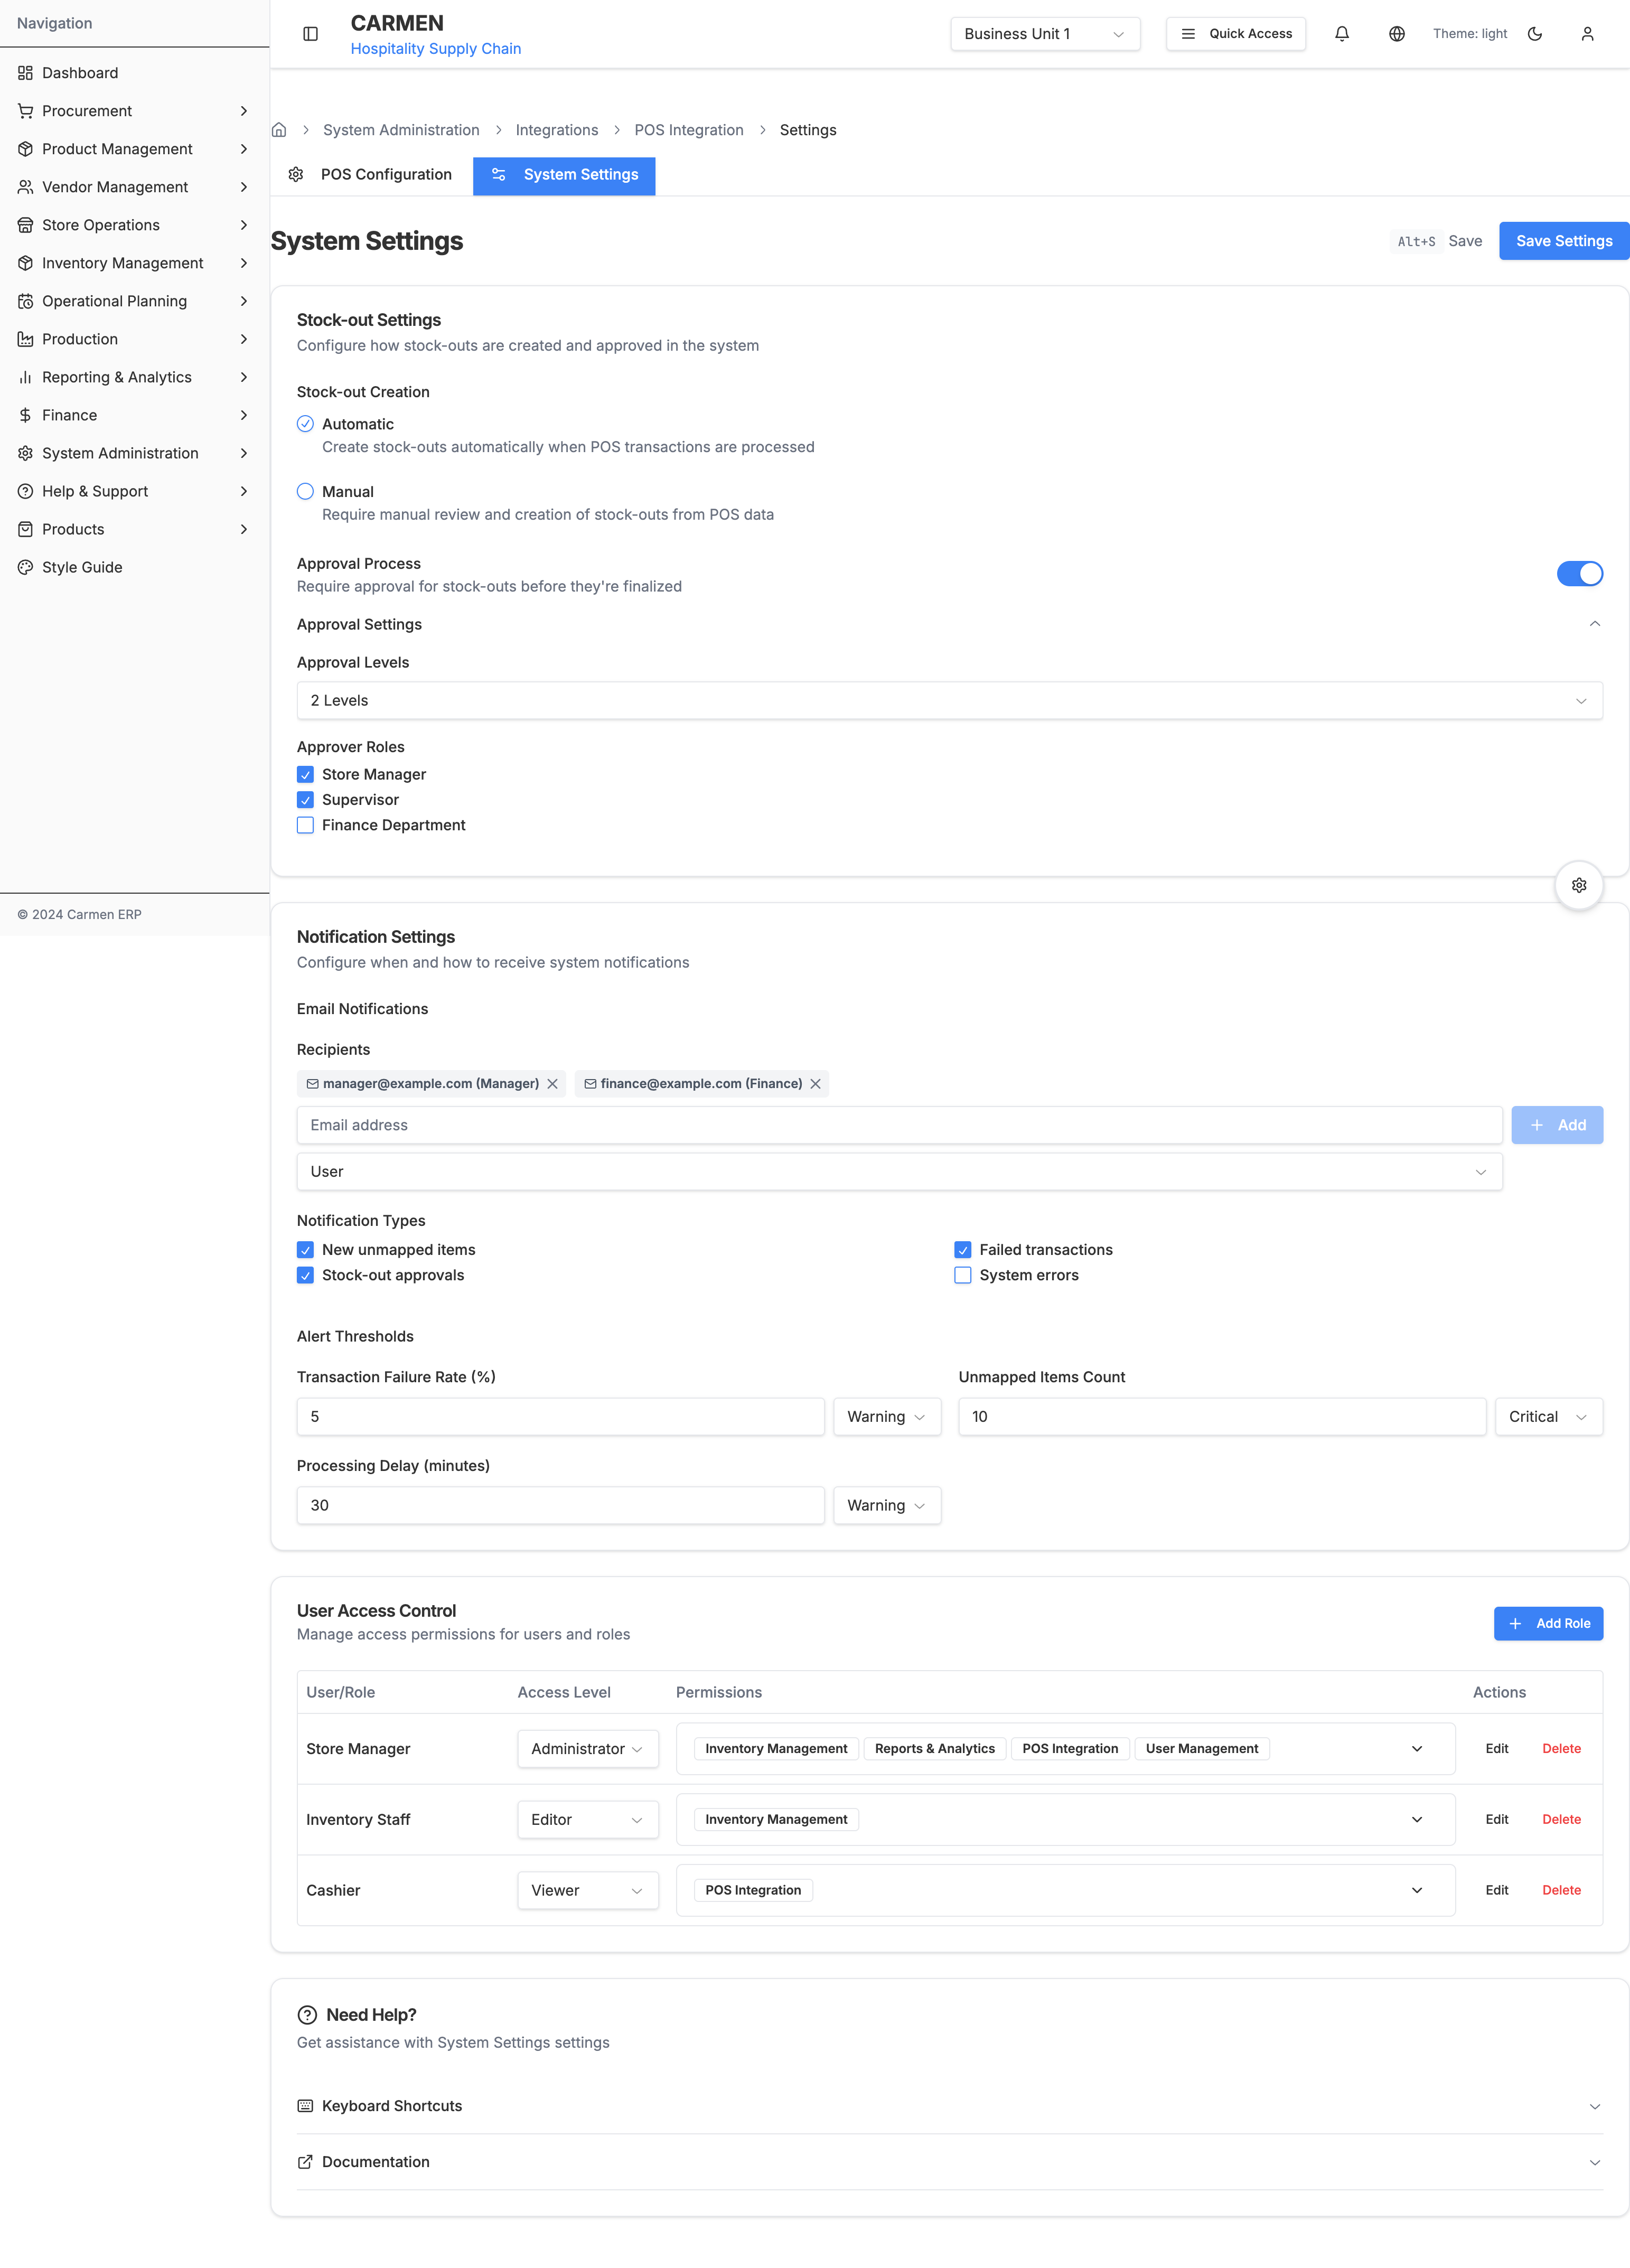 Navigation
Dashboard
Procurement
Product Management
Vendor Management
Store Operations
Inventory Management
Operational Planning
Production
Reporting & Analytics
Finance
System Administration
Help & Support
Products
Style Guide
© 2024 Carmen ERP
CARMEN
Hospitality Supply Chain
Business Unit 1
Quick Access
Theme: light
System Administration
Integrations
POS Integration
Settings
POS Configuration
System Settings
System Settings
Alt+S Save
Save Settings
Stock-out Settings
Configure how stock-outs are created and approved in the system
Stock-out Creation
Automatic
Create stock-outs automatically when POS transactions are processed
Manual
Require manual review and creation of stock-outs from POS data
Approval Process
Require approval for stock-outs before they're finalized
Approval Settings
Approval Levels
2 Levels
Approver Roles
Store Manager
Supervisor
Finance Department
Notification Settings
Configure when and how to receive system notifications
Email Notifications
Recipients
manager@example.com (Manager)
finance@example.com (Finance)
Email address
Add
User
Notification Types
New unmapped items
Failed transactions
Stock-out approvals
System errors
Alert Thresholds
Transaction Failure Rate (%)
5
Warning
Unmapped Items Count
10
Critical
Processing Delay (minutes)
30
Warning
User Access Control
Manage access permissions for users and roles
Add Role
User/Role Access Level Permissions Actions
Store Manager Administrator Inventory Management Reports & Analytics POS Integration User Management Edit Delete
Inventory Staff Editor Inventory Management Edit Delete
Cashier Viewer POS Integration Edit Delete
Need Help?
Get assistance with System Settings settings
Keyboard Shortcuts
Documentation